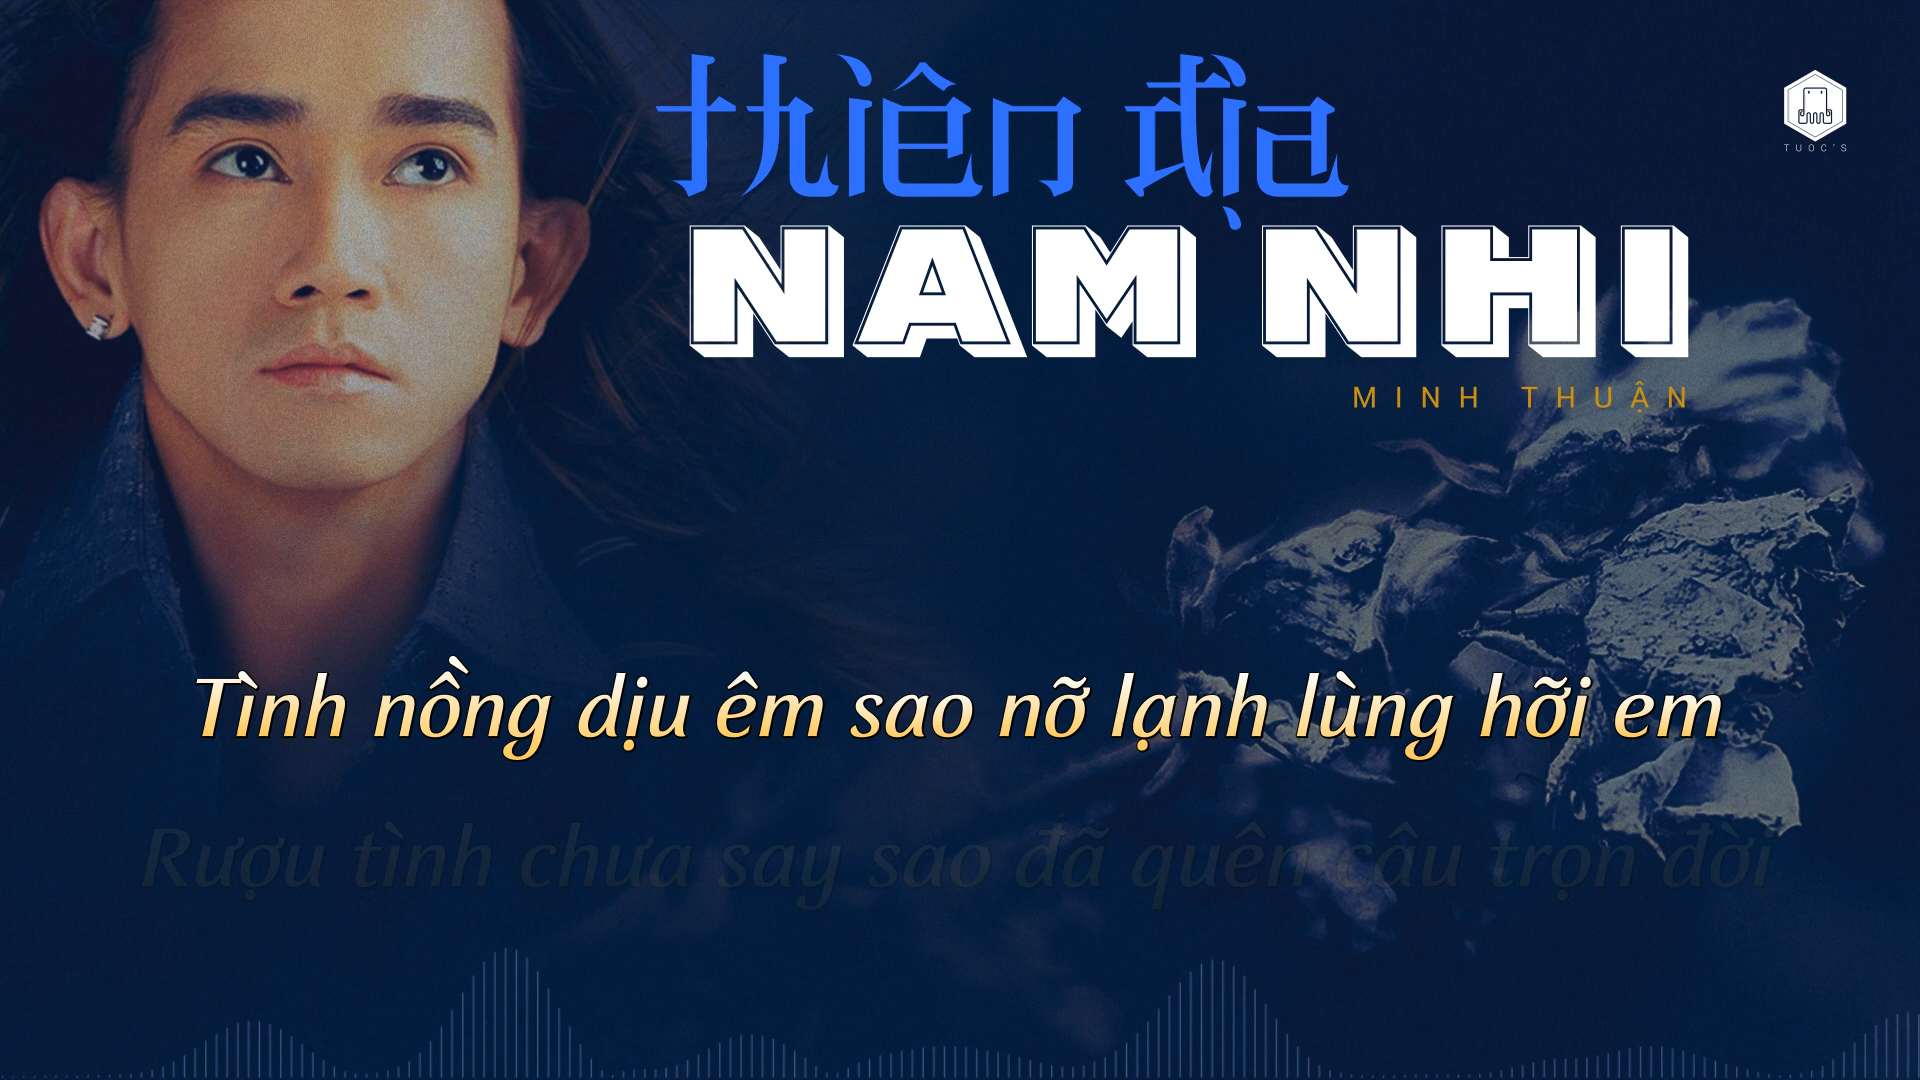 Thiên địa
NAM NHI
MINH THUẬN
TUOC'S
Tình nồng dịu êm sao nỡ lạnh lùng hỡi em
Rượu tình chưa say sao đã quên câu trọn đời